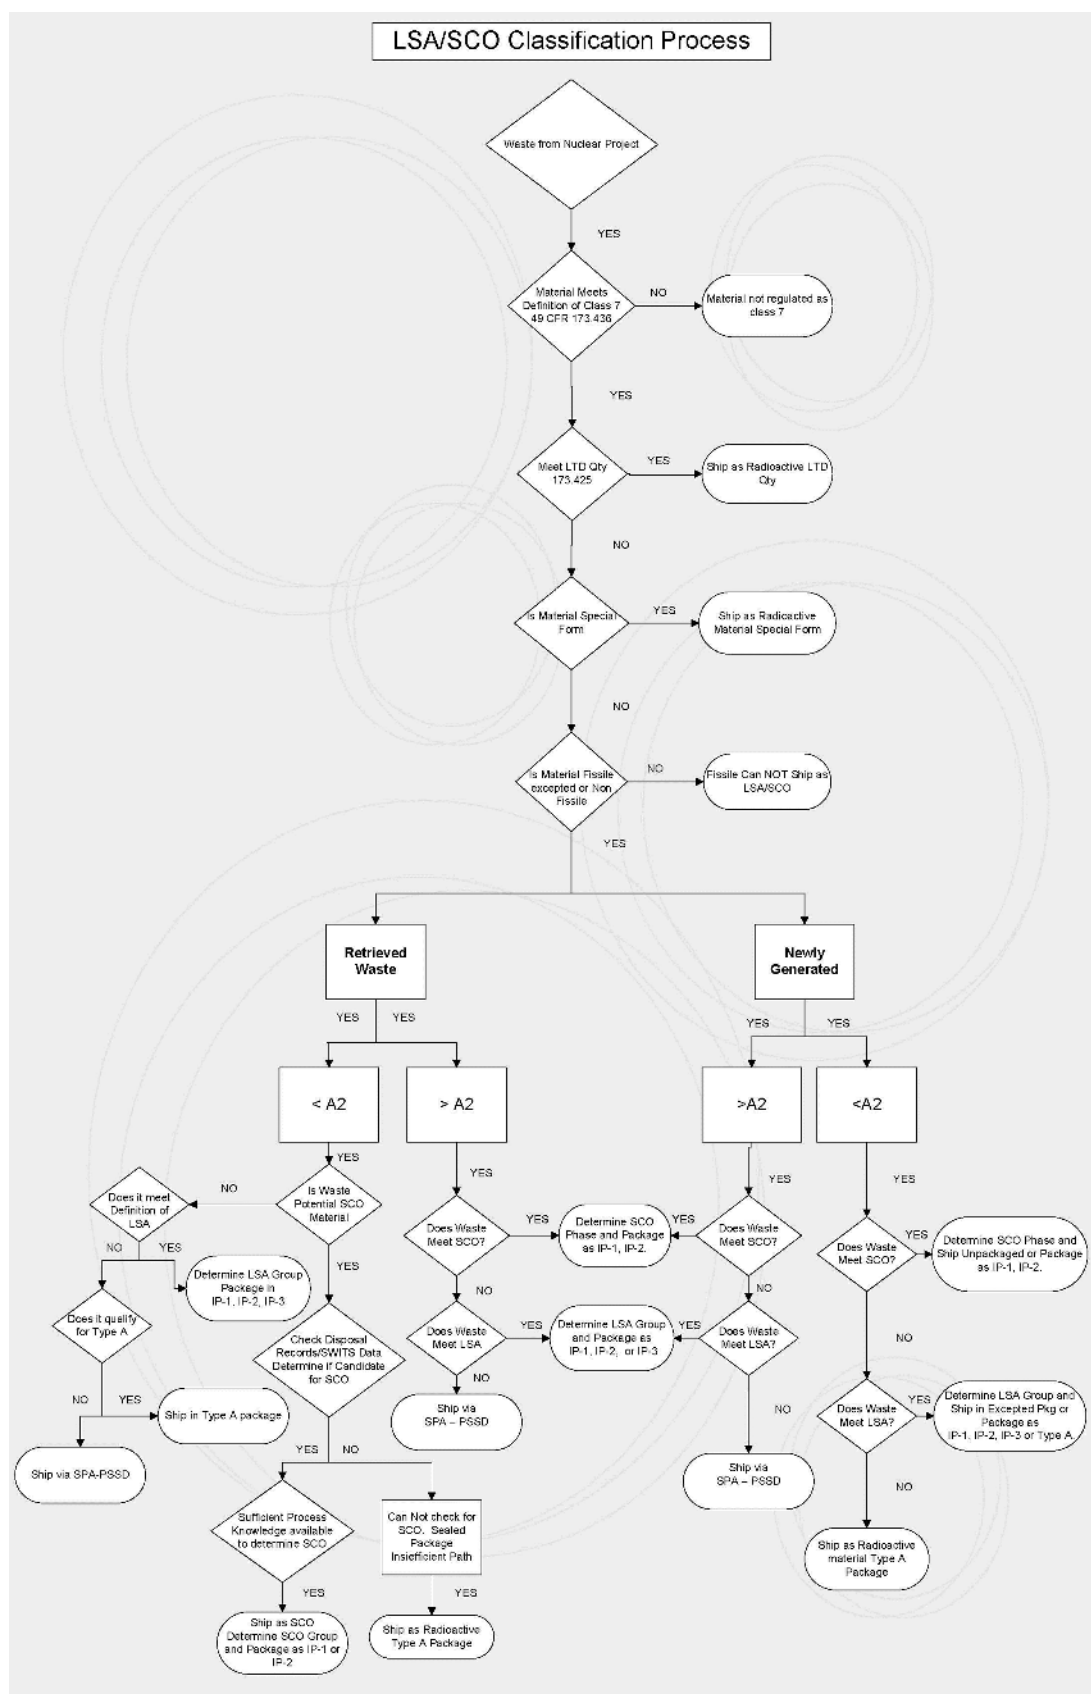 LSA/SCO Classification Process
Waste from Nuclear Project
YES
Material Meets
Definition of Class 7
49 CFR 173.436
NO
Material not regulated as
class 7
YES
Meet LTD Qty
173.425
YES
Ship as Radioactive LTD
Qty
NO
Is Material Special
Form
YES
Ship as Radioactive
Material Special Form
NO
Is Material Fissile
excepted or Non
Fissile
NO
Fissile Can NOT Ship as
LSA/SCO
YES
Retrieved
Waste
Newly
Generated
YES
YES
YES
YES
< A2
> A2
>A2
<A2
YES
YES
YES
YES
Does it meet
Definition of
LSA
NO
Is Waste
Potential SCO
Material
Does Waste
Meet SCO?
YES
Determine SCO
Phase and Package
as IP-1, IP-2.
YES
Does Waste
Meet SCO?
Does Waste
Meet SCO?
YES
Determine SCO Phase and
Ship Unpackaged or Package
as IP-1, IP-2.
NO
YES
Determine LSA Group
Package in
IP-1, IP-2, IP-3
YES
NO
NO
NO
Does it qualify
for Type A
Check Disposal
Records/SWITS Data
Determine if Candidate
for SCO
Does Waste
Meet LSA
YES
Determine LSA Group
and Package as
IP-1, IP-2, or IP-3
YES
Does Waste
Meet LSA?
NO
NO
YES
Ship in Type A package
Ship via
SPA – PSSD
NO
Does Waste
Meet LSA?
YES
Determine LSA Group and
Ship in Excepted Pkg or
Package as
IP-1, IP-2, IP-3 or Type A.
Ship via SPA-PSSD
YES
NO
Ship via
SPA – PSSD
NO
Sufficient Process
Knowledge available
to determine SCO
Can Not check for
SCO. Sealed
Package
Insiefficient Path
Ship as Radioactive
material Type A
Package
YES
YES
Ship as SCO
Determine SCO Group
and Package as IP-1 or
IP-2
Ship as Radioactive
Type A Package